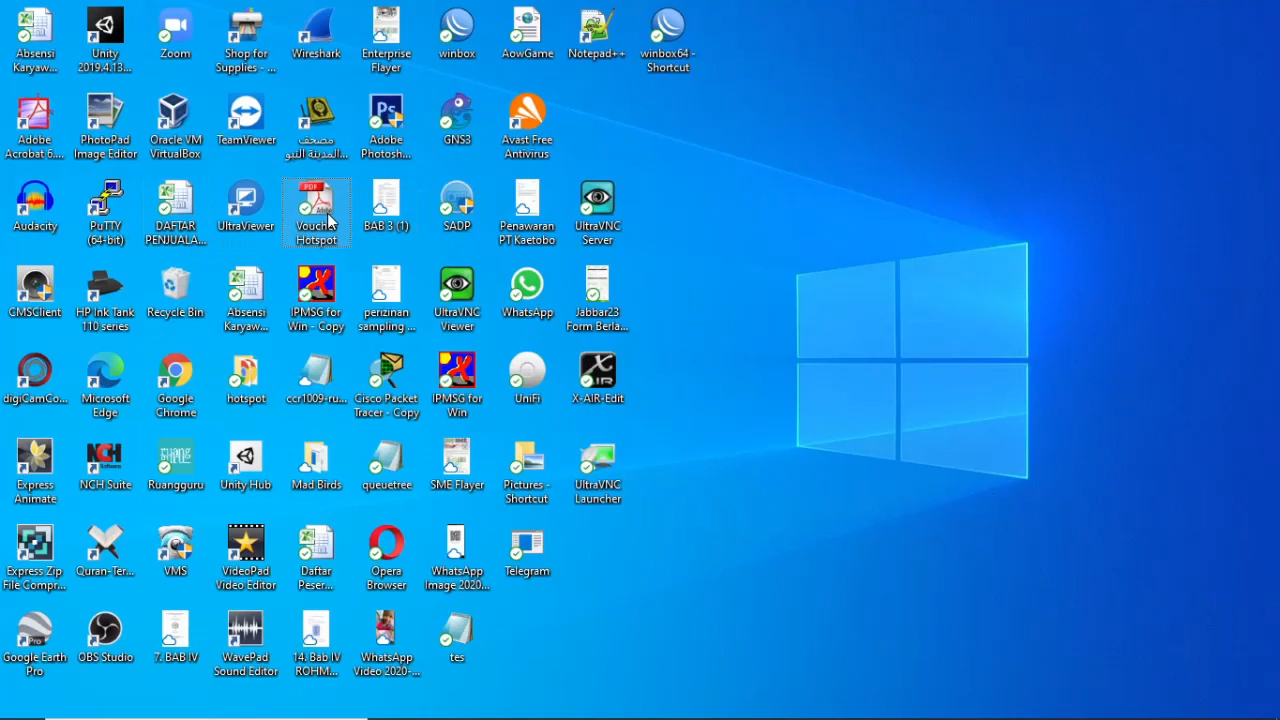 Absensi
Karyaw...
Unity
2019.4.13...
Zoom
Shop for
Supplies - ...
Wireshark
Enterprise
Flayer
winbox
AowGame
Notepad++
winbox64 -
Shortcut
Adobe
Acrobat 6....
PhotoPad
Image Editor
Oracle VM
VirtualBox
TeamViewer
مصحف
المدينة النبو...
Ps
Adobe
Photosh...
GNS3
Avast Free
Antivirus
Audacity
PuTTY
(64-bit)
DAFTAR
PENJUALA...
UltraViewer
PDF
Voucher
Hotspot
BAB 3 (1)
SADP
Penawaran
PT Kaetobo
UltraVNC
Server
CMSClient
HP Ink Tank
110 series
Recycle Bin
Absensi
Karyaw...
IPMSG for
Win - Copy
perizinan
sampling ...
UltraVNC
Viewer
WhatsApp
Jabbar23
Form Berla...
digiCamCo...
Microsoft
Edge
Google
Chrome
hotspot
ccr1009-ru...
Cisco Packet
Tracer - Copy
IPMSG for
Win
UniFi
X AIR
X-AIR-Edit
Express
Animate
NCH
Software
NCH Suite
Ruangguru
Unity Hub
Mad Birds
queuetree
SME Flayer
Pictures -
Shortcut
UltraVNC
Launcher
Express Zip
File Compr...
Quran-Ter...
VMS
VideoPad
Video Editor
Daftar
Peser...
Opera
Browser
WhatsApp
Image 2020...
Telegram
Pro
Google Earth
Pro
OBS Studio
7. BAB IV
WavePad
Sound Editor
14. Bab IV
ROHM...
WhatsApp
Video 2020-...
tes